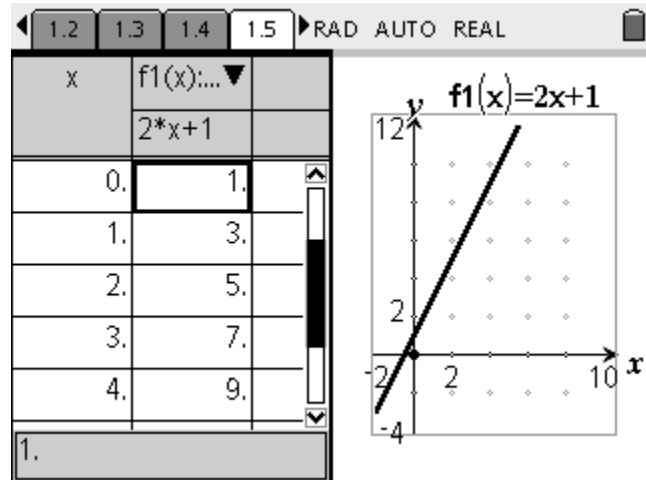 1.2 1.3 1.4 1.5 RAD AUTO REAL
x f1(x):...▼
2*x+1
0. 1.
1. 3.
2. 5.
3. 7.
4. 9.
1.
f1(x)=2x+1
y
12
2
-2 2 10 x
-4